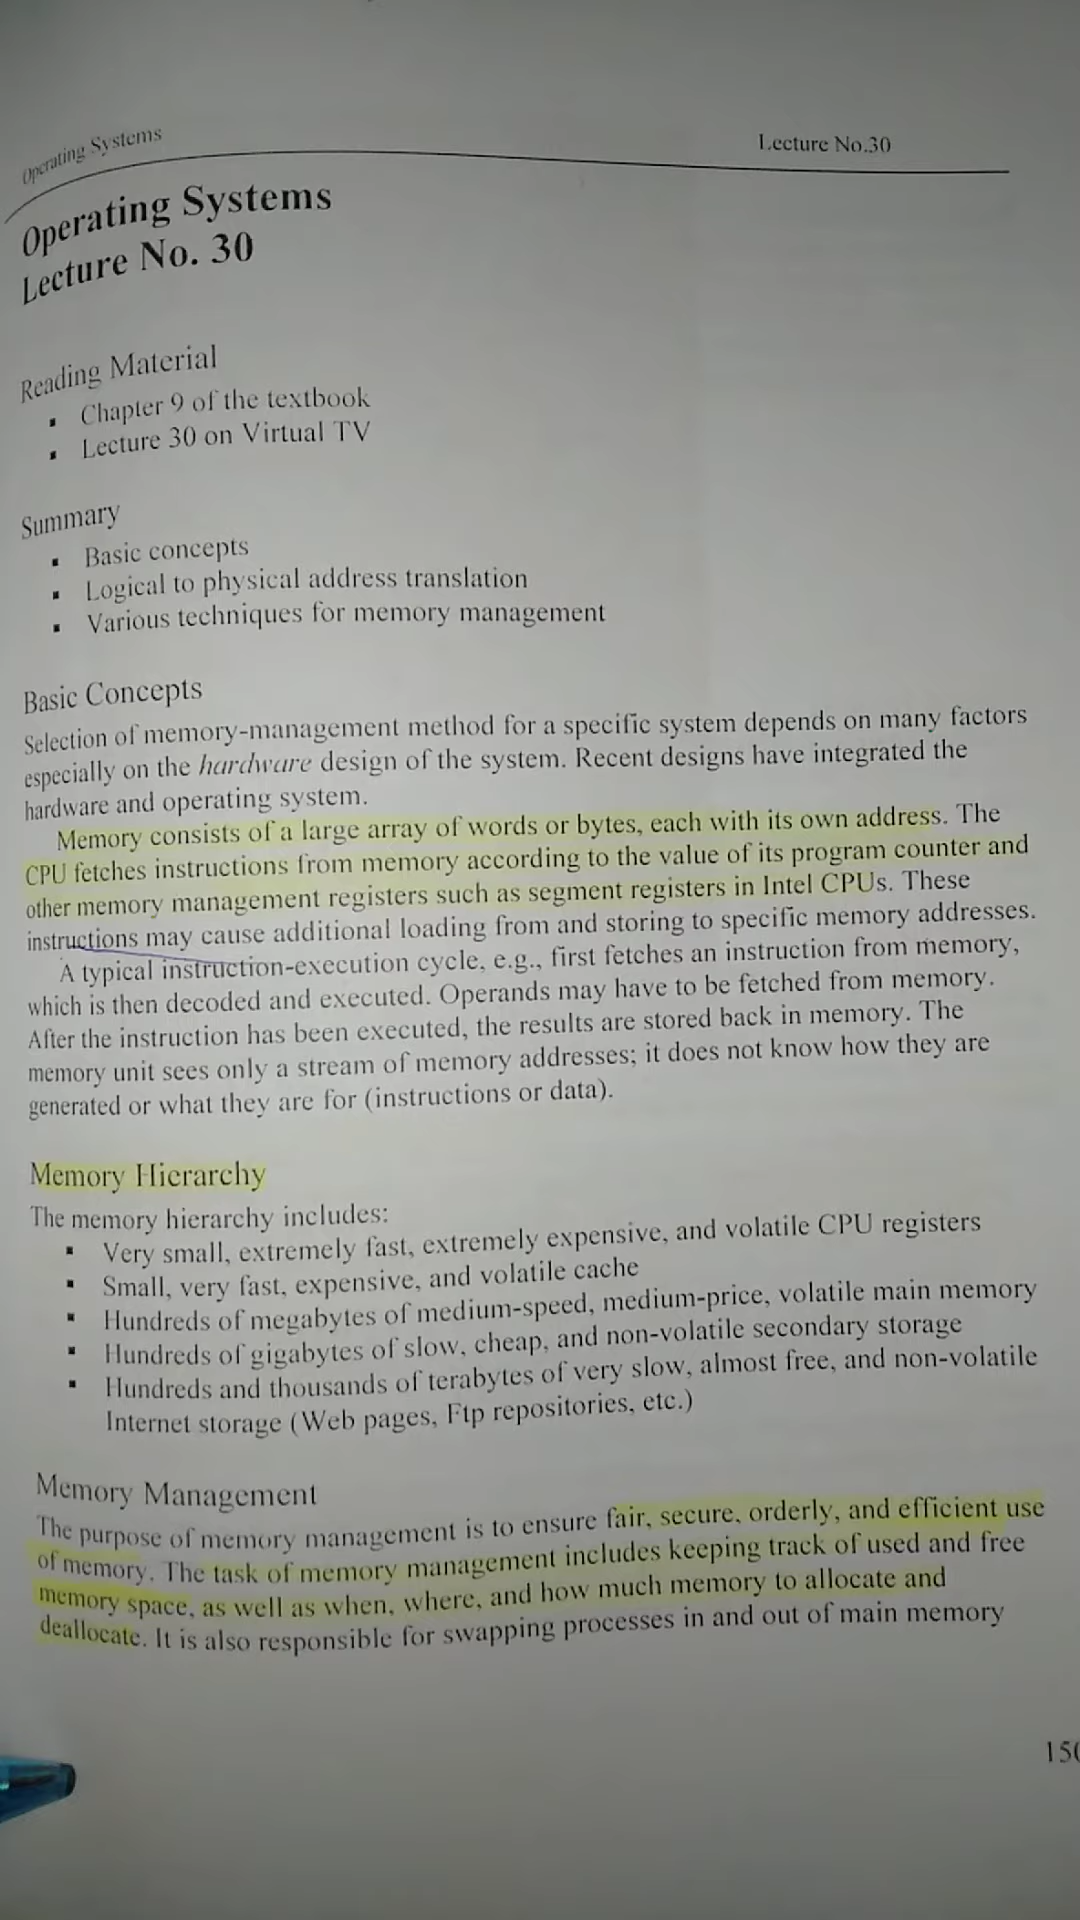 Operating Systems
Lecture No.30
Operating Systems
Lecture No. 30
Reading Material
▪ Chapter 9 of the textbook
▪ Lecture 30 on Virtual TV
Summary
▪ Basic concepts
▪ Logical to physical address translation
▪ Various techniques for memory management
Basic Concepts
Selection of memory-management method for a specific system depends on many factors
especially on the hardware design of the system. Recent designs have integrated the
hardware and operating system.
Memory consists of a large array of words or bytes, each with its own address. The
CPU fetches instructions from memory according to the value of its program counter and
other memory management registers such as segment registers in Intel CPUs. These
instructions may cause additional loading from and storing to specific memory addresses.
A typical instruction-execution cycle, e.g., first fetches an instruction from memory,
which is then decoded and executed. Operands may have to be fetched from memory.
After the instruction has been executed, the results are stored back in memory. The
memory unit sees only a stream of memory addresses; it does not know how they are
generated or what they are for (instructions or data).
Memory Hierarchy
The memory hierarchy includes:
▪ Very small, extremely fast, extremely expensive, and volatile CPU registers
▪ Small, very fast, expensive, and volatile cache
▪ Hundreds of megabytes of medium-speed, medium-price, volatile main memory
▪ Hundreds of gigabytes of slow, cheap, and non-volatile secondary storage
▪ Hundreds and thousands of terabytes of very slow, almost free, and non-volatile
Internet storage (Web pages, Ftp repositories, etc.)
Memory Management
The purpose of memory management is to ensure fair, secure, orderly, and efficient use
of memory. The task of memory management includes keeping track of used and free
memory space, as well as when, where, and how much memory to allocate and
deallocate. It is also responsible for swapping processes in and out of main memory
150